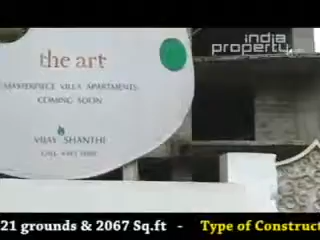 india
property
the art
MASTERPIECE VILLA APARTMENTS
COMING SOON
VIJAY SHANTHI
21 grounds & 2067 Sq.ft - Type of Construct